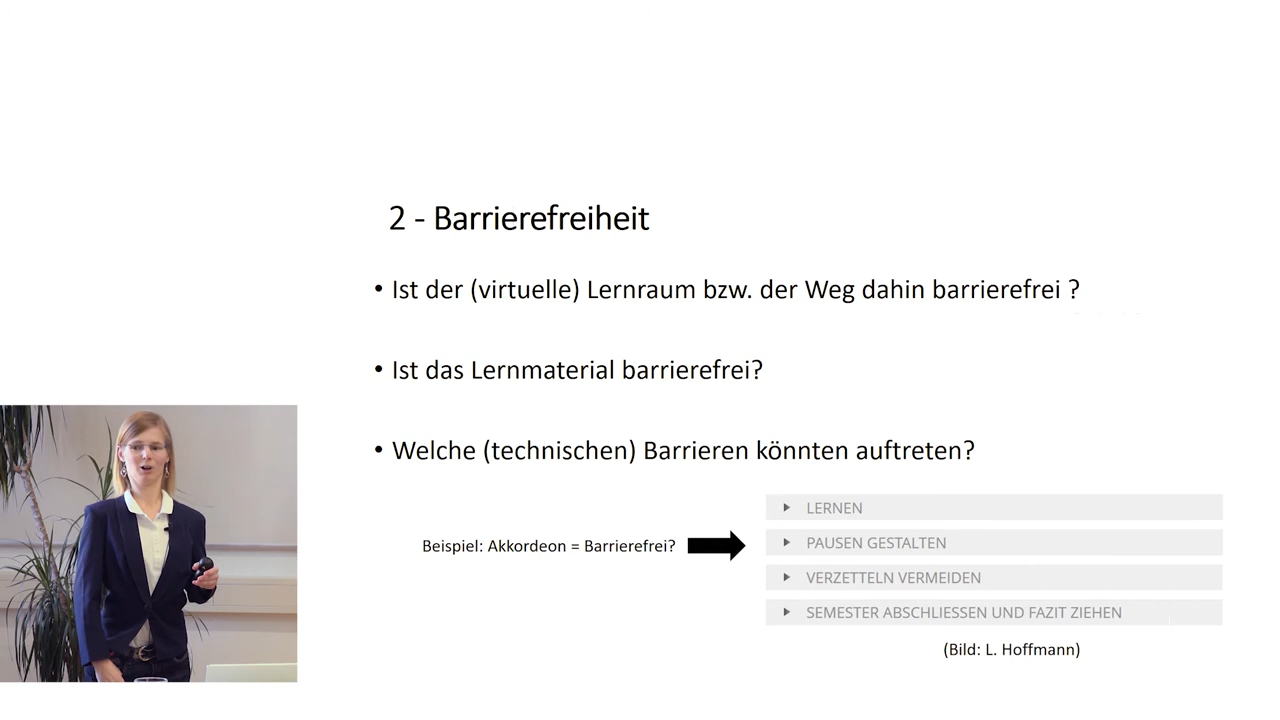 2 - Barrierefreiheit
• Ist der (virtuelle) Lernraum bzw. der Weg dahin barrierefrei ?
• Ist das Lernmaterial barrierefrei?
• Welche (technischen) Barrieren könnten auftreten?
Beispiel: Akkordeon = Barrierefrei?
LERNEN
PAUSEN GESTALTEN
VERZETTELN VERMEIDEN
SEMESTER ABSCHLIESSEN UND FAZIT ZIEHEN
(Bild: L. Hoffmann)